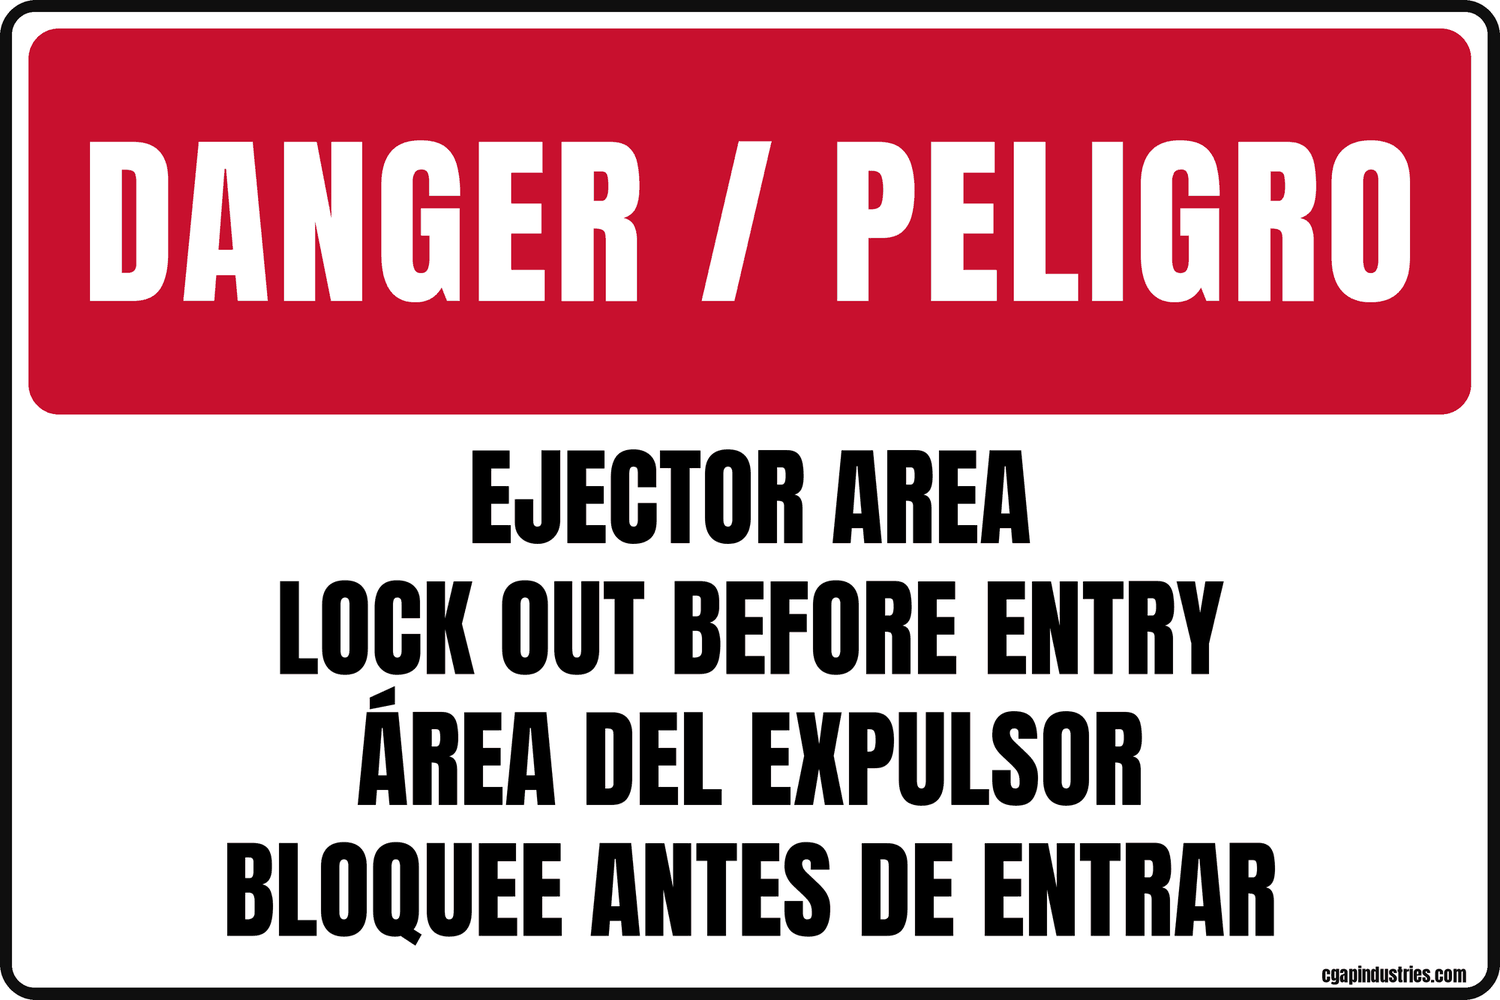 DANGER / PELIGRO
EJECTOR AREA
LOCK OUT BEFORE ENTRY
ÁREA DEL EXPULSOR
BLOQUEE ANTES DE ENTRAR
cgapindustries.com